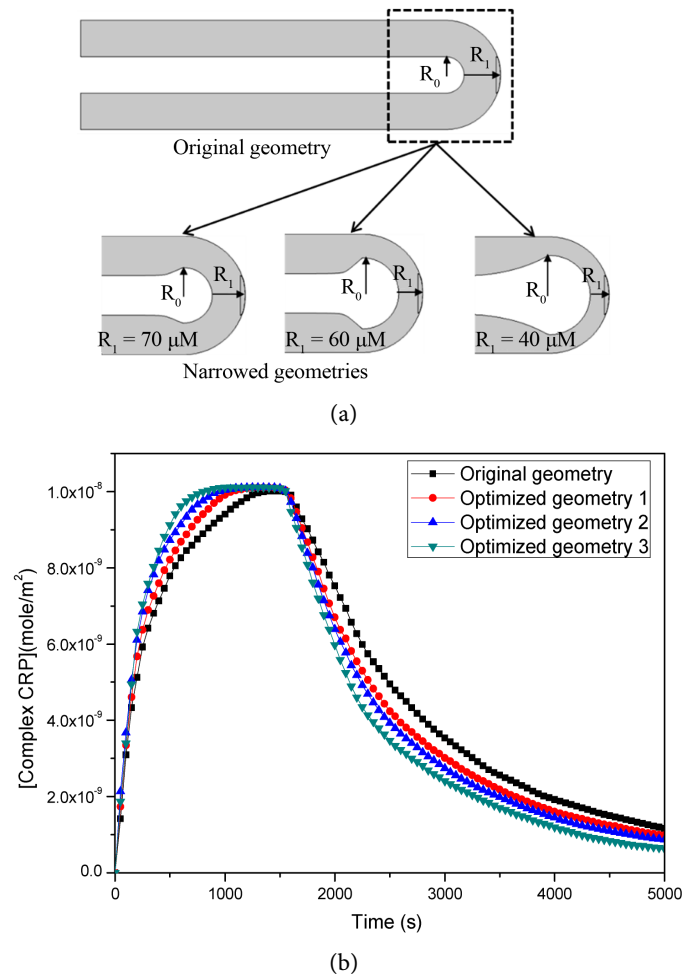 R₁
R₀
Original geometry
R₁
R₀
R₁ = 70 μM
R₁
R₀
R₁ = 60 μM
R₁
R₀
R₁ = 40 μM
Narrowed geometries
(a)
Original geometry
Optimized geometry 1
Optimized geometry 2
Optimized geometry 3
[Complex CRP](mole/m²)
1.0x10⁻⁸
8.0x10⁻⁹
6.0x10⁻⁹
4.0x10⁻⁹
2.0x10⁻⁹
0.0
0 1000 2000 3000 4000 5000
Time (s)
(b)